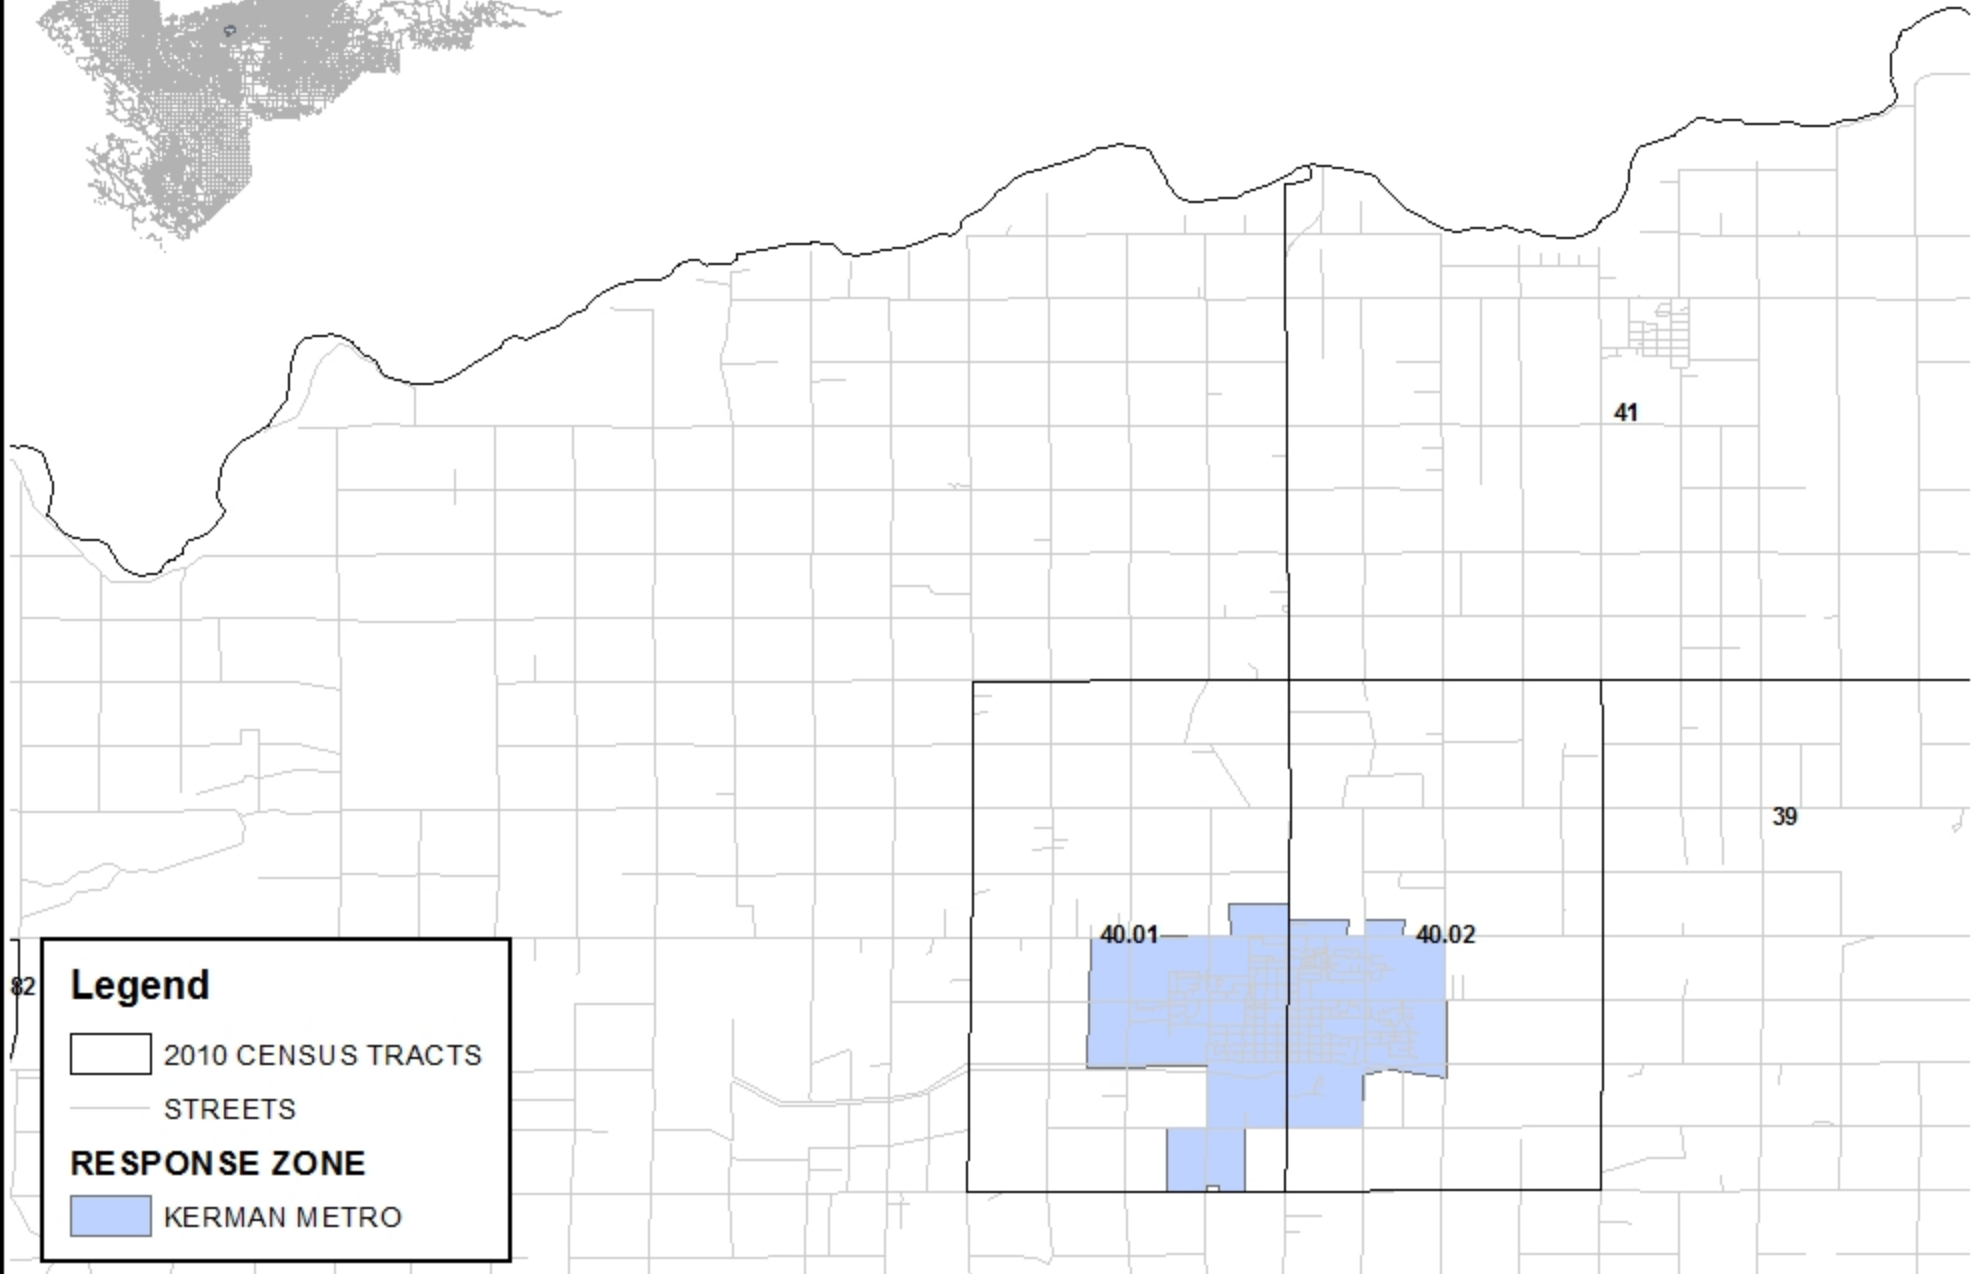 41
39
40.01
40.02
82
Legend
2010 CENSUS TRACTS
STREETS
RESPONSE ZONE
KERMAN METRO